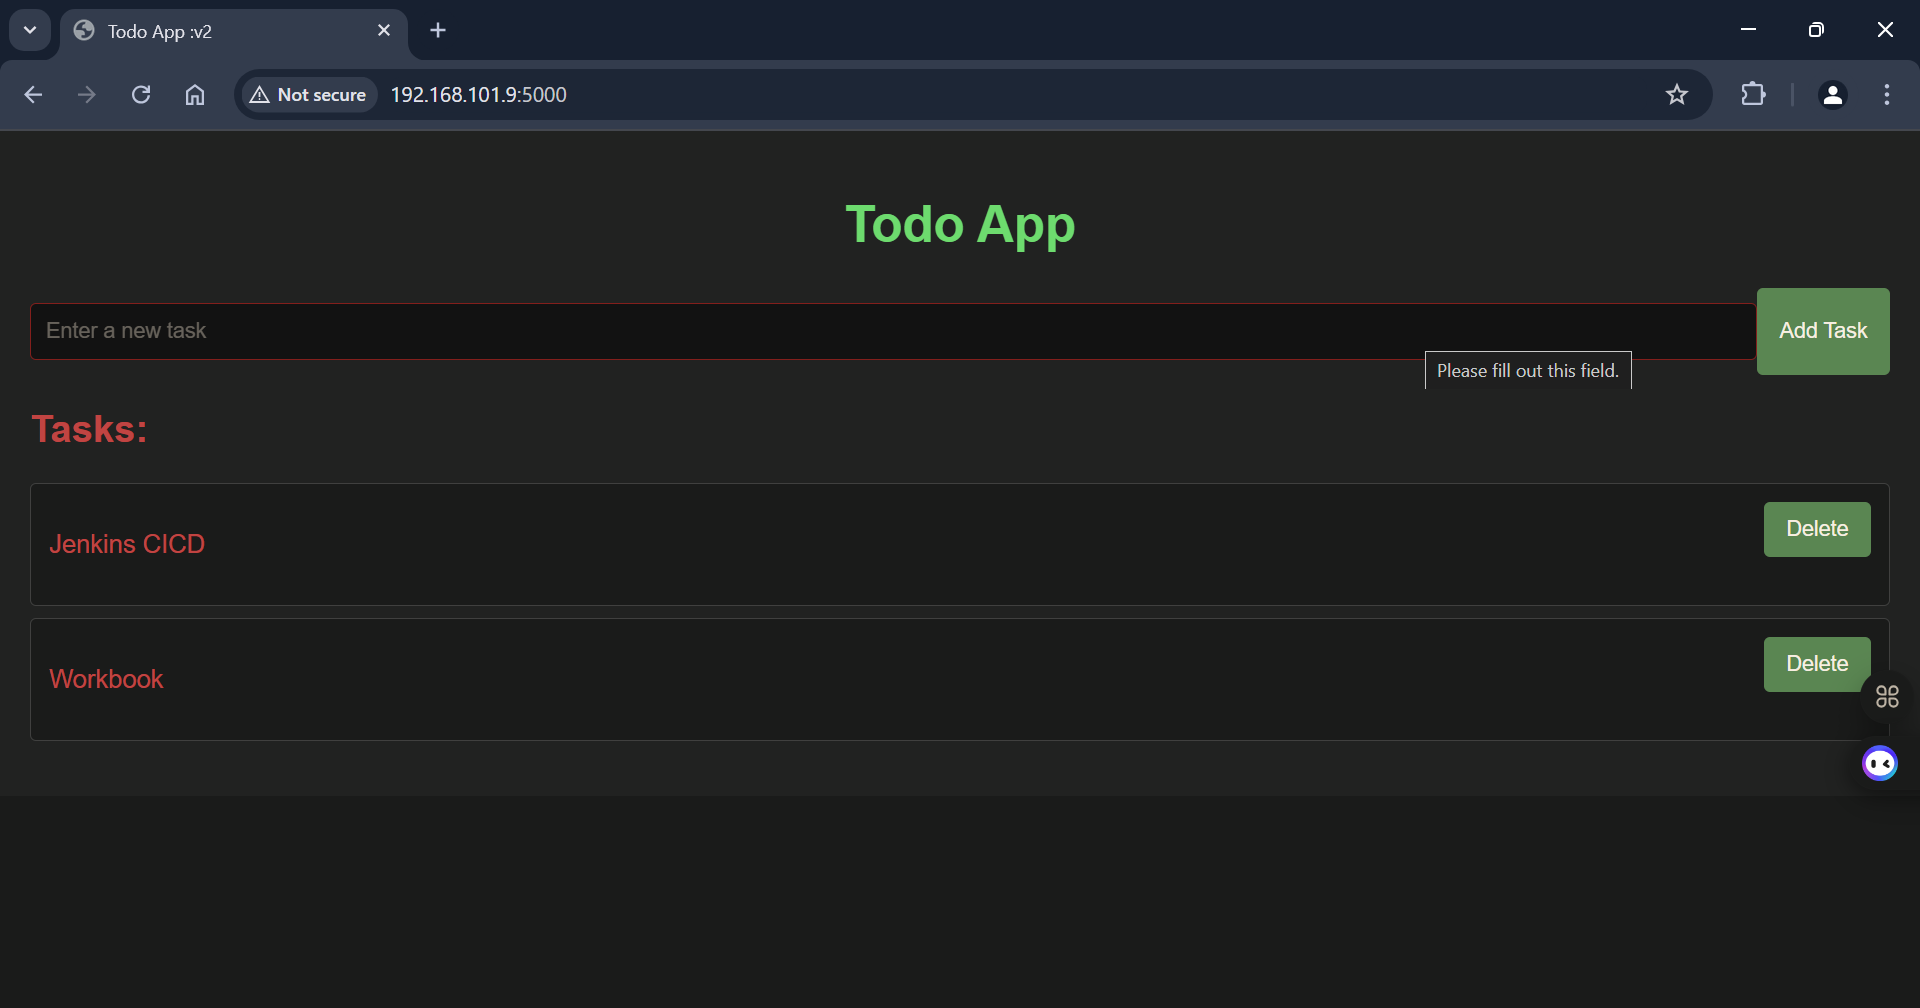 Todo App :v2
Not secure
192.168.101.9:5000
Todo App
Enter a new task
Add Task
Please fill out this field.
Tasks:
Jenkins CICD
Delete
Workbook
Delete